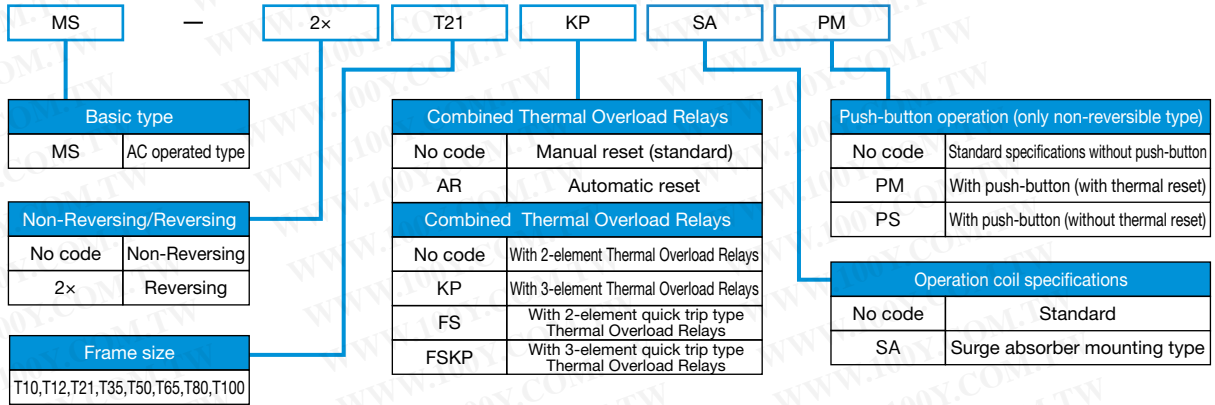 MS — 2× T21 KP SA PM
Basic type
MS AC operated type
Non-Reversing/Reversing
No code Non-Reversing
2× Reversing
Frame size
T10,T12,T21,T35,T50,T65,T80,T100
Combined Thermal Overload Relays
No code Manual reset (standard)
AR Automatic reset
Combined Thermal Overload Relays
No code With 2-element Thermal Overload Relays
KP With 3-element Thermal Overload Relays
FS With 2-element quick trip type
Thermal Overload Relays
FSKP With 3-element quick trip type
Thermal Overload Relays
Push-button operation (only non-reversible type)
No code Standard specifications without push-button
PM With push-button (with thermal reset)
PS With push-button (without thermal reset)
Operation coil specifications
No code Standard
SA Surge absorber mounting type
WWW.100Y.COM.TW